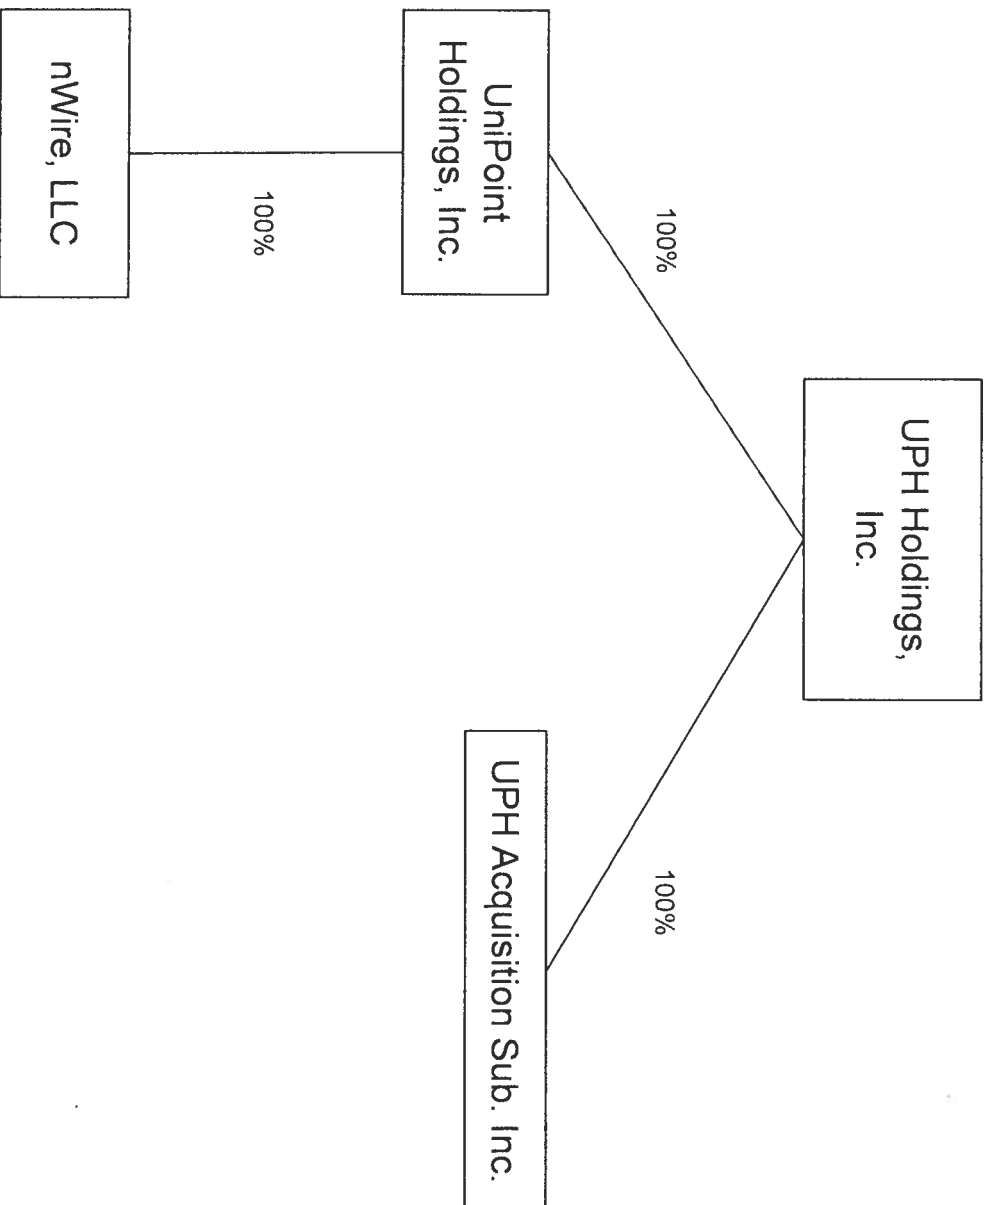 UPH Holdings,
Inc.
100%
100%
UniPoint
Holdings, Inc.
UPH Acquisition Sub. Inc.
100%
nWire, LLC